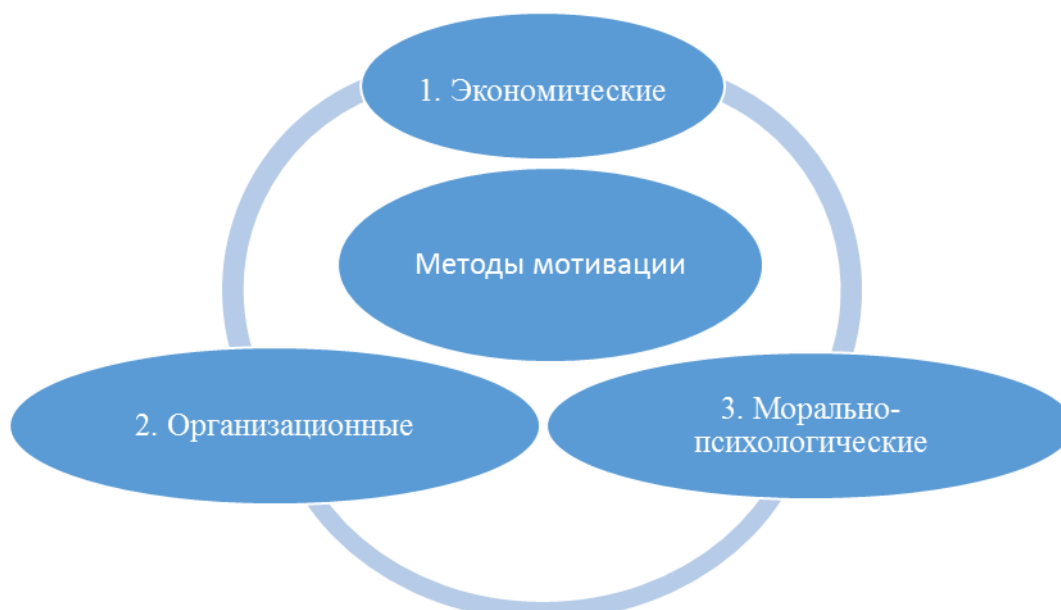 1. Экономические
Методы мотивации
2. Организационные
3. Морально-
психологические